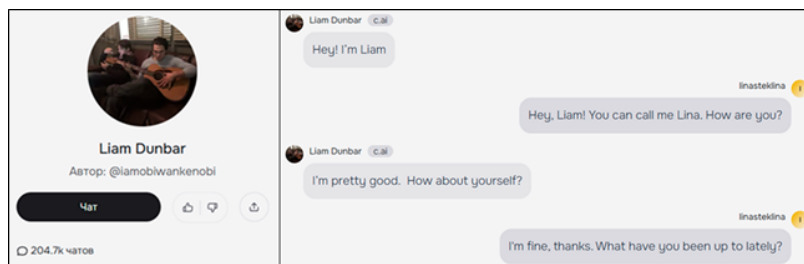 Liam Dunbar
Автор: @iamobiwankenobi
Чат
204.7k чатов
Liam Dunbar c.ai
Hey! I'm Liam
linasteklina
Hey, Liam! You can call me Lina. How are you?
Liam Dunbar c.ai
I'm pretty good. How about yourself?
linasteklina
I'm fine, thanks. What have you been up to lately?